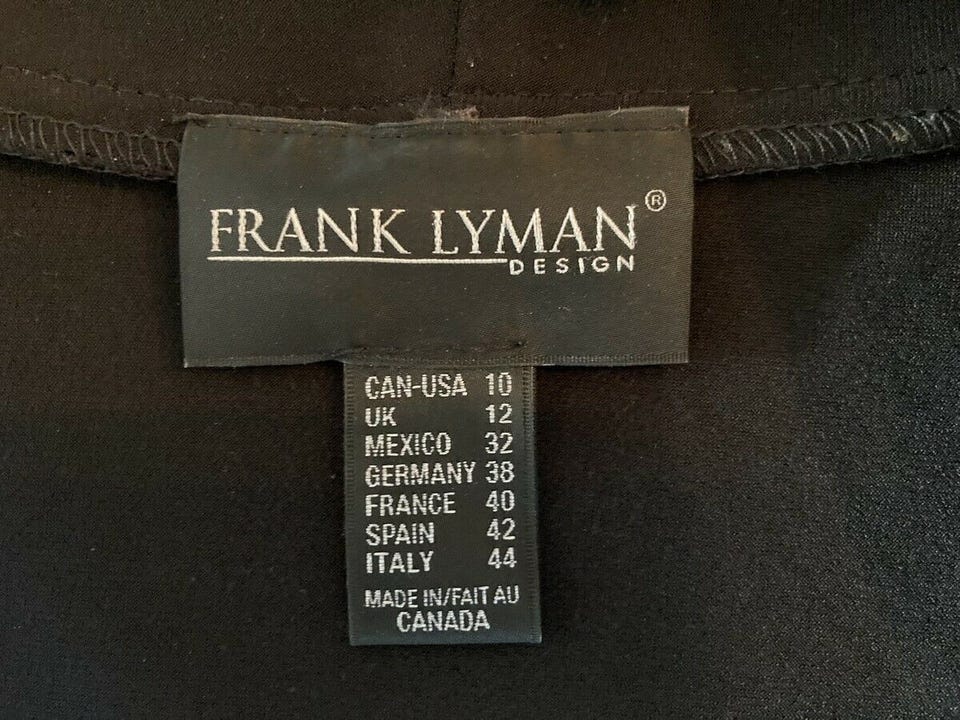 FRANK LYMAN®
DESIGN
CAN-USA 10
UK 12
MEXICO 32
GERMANY 38
FRANCE 40
SPAIN 42
ITALY 44
MADE IN/FAIT AU
CANADA